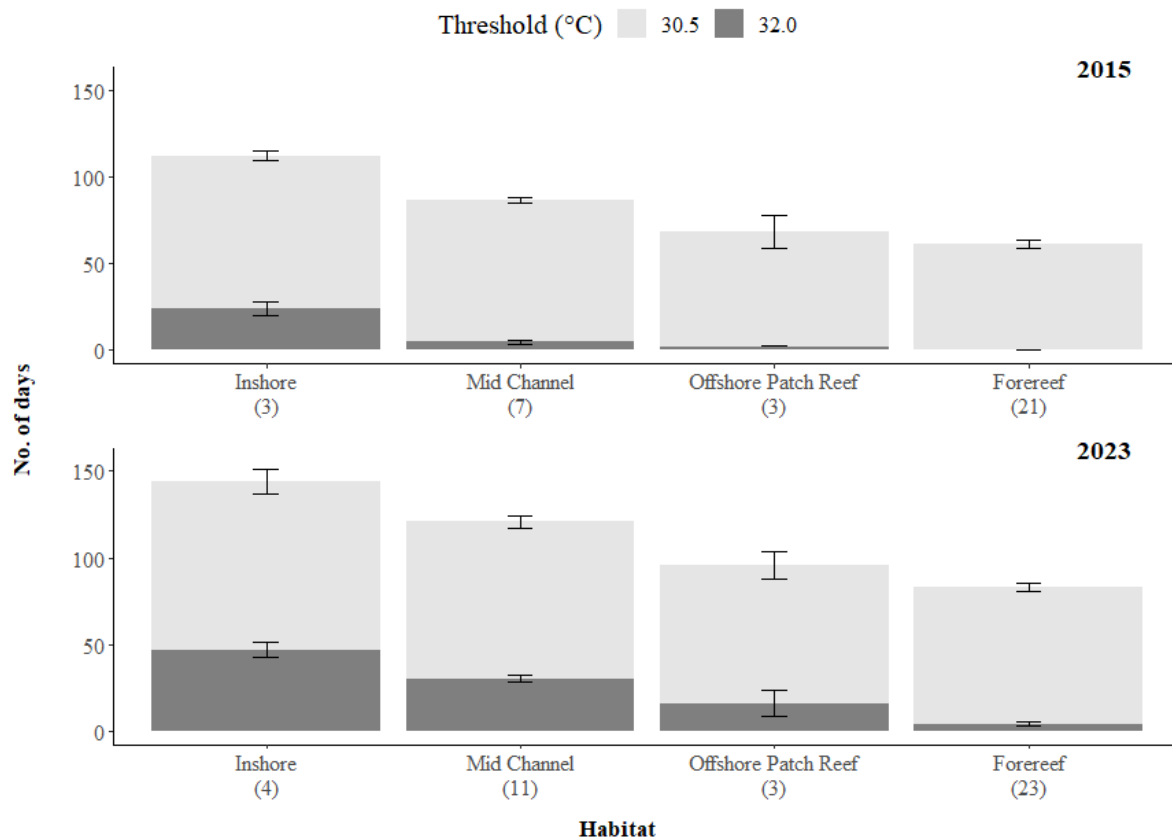 Threshold (°C) 30.5 32.0
2015
150
100
50
0
Inshore Mid Channel Offshore Patch Reef Forereef
(3) (7) (3) (21)
No. of days
2023
150
100
50
0
Inshore Mid Channel Offshore Patch Reef Forereef
(4) (11) (3) (23)
Habitat